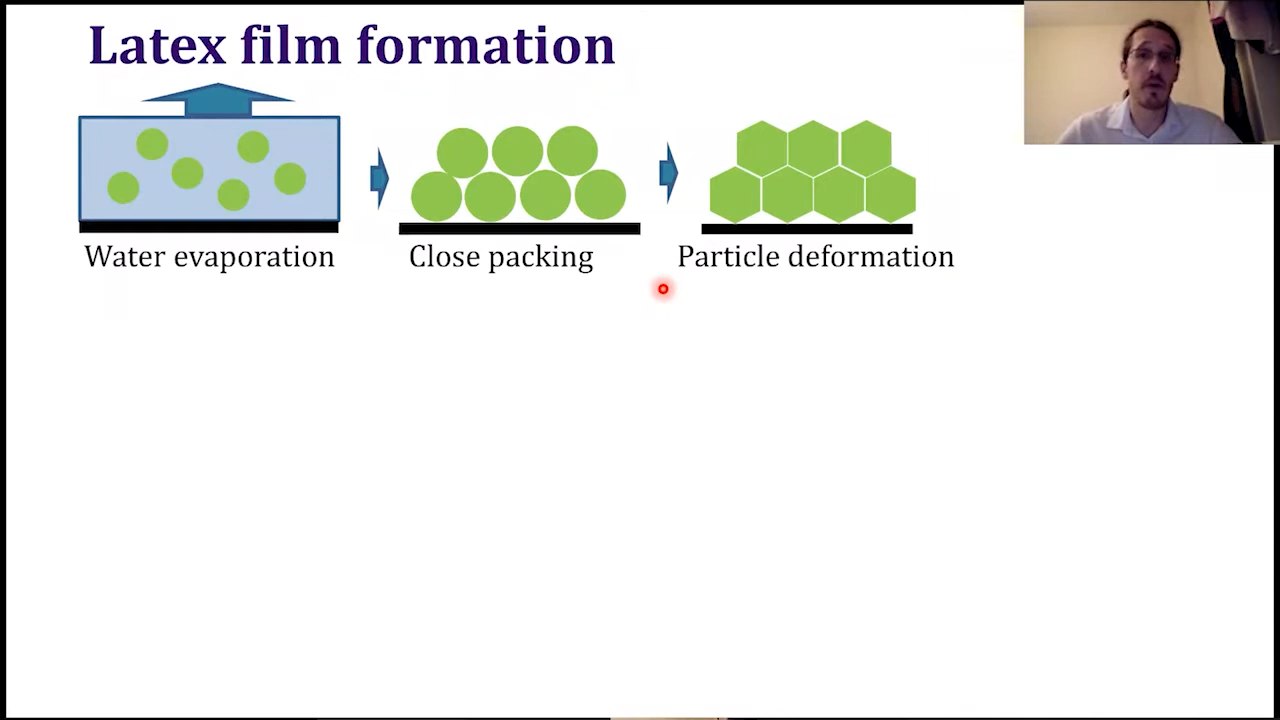 Latex film formation
Water evaporation
Close packing
Particle deformation